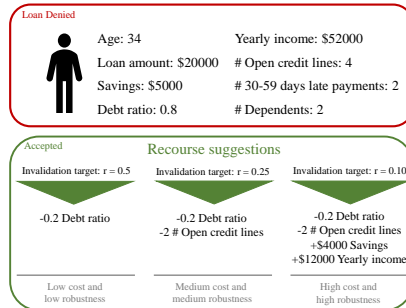 Loan Denied
Age: 34
Loan amount: $20000
Savings: $5000
Debt ratio: 0.8
Yearly income: $52000
# Open credit lines: 4
# 30-59 days late payments: 2
# Dependents: 2
Accepted
Recourse suggestions
Invalidation target: r = 0.5
-0.2 Debt ratio
Low cost and
low robustness
Invalidation target: r = 0.25
-0.2 Debt ratio
-2 # Open credit lines
Medium cost and
medium robustness
Invalidation target: r = 0.10
-0.2 Debt ratio
-2 # Open credit lines
+$4000 Savings
+$12000 Yearly income
High cost and
high robustness